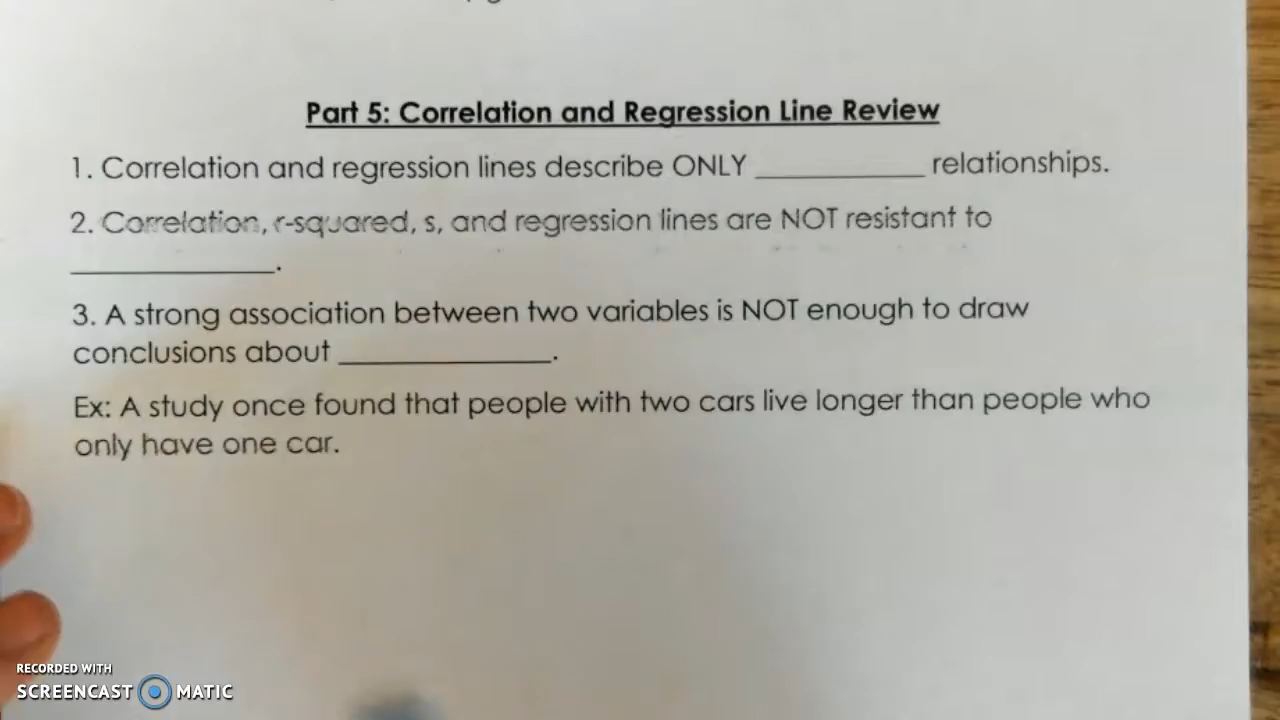 Part 5: Correlation and Regression Line Review
1. Correlation and regression lines describe ONLY ____________ relationships.
2. Correlation, r-squared, s, and regression lines are NOT resistant to
______________.
3. A strong association between two variables is NOT enough to draw
conclusions about _______________.
Ex: A study once found that people with two cars live longer than people who
only have one car.
RECORDED WITH
SCREENCAST MATIC